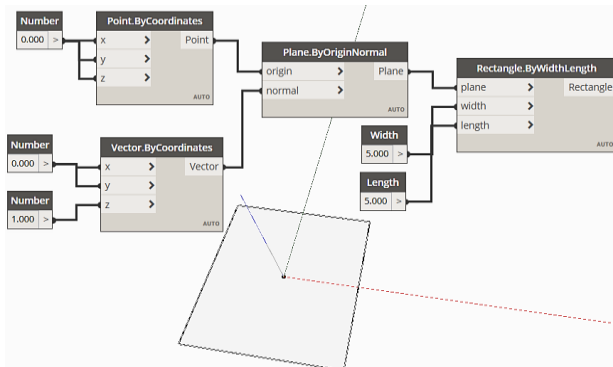 Number
0.000 >
Point.ByCoordinates
x > Point
y >
z >
AUTO
Plane.ByOriginNormal
origin > Plane
normal >
AUTO
Rectangle.ByWidthLength
plane > Rectangle
width >
length >
AUTO
Number
0.000 >
Number
1.000 >
Vector.ByCoordinates
x > Vector
y >
z >
AUTO
Width
5.000 >
Length
5.000 >